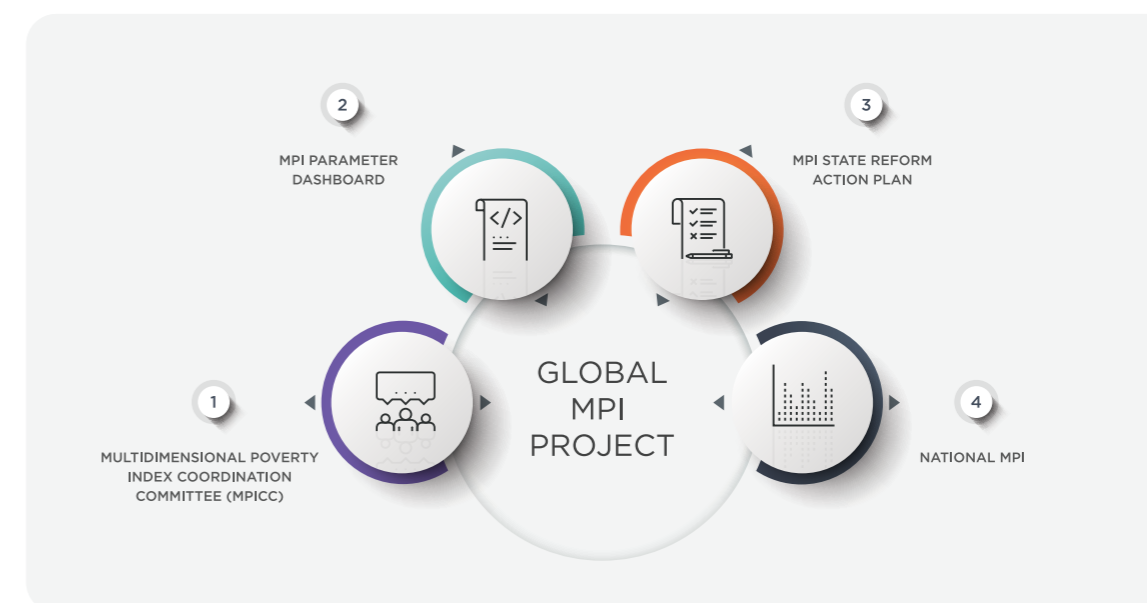 2
MPI PARAMETER
DASHBOARD
3
MPI STATE REFORM
ACTION PLAN
</>
GLOBAL
MPI
PROJECT
1
MULTIDIMENSIONAL POVERTY
INDEX COORDINATION
COMMITTEE (MPICC)
4
NATIONAL MPI